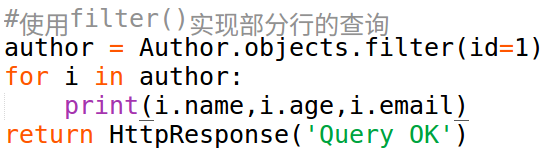 #使用filter()实现部分行的查询
author = Author.objects.filter(id=1)
for i in author:
    print(i.name,i.age,i.email)
return HttpResponse('Query OK')